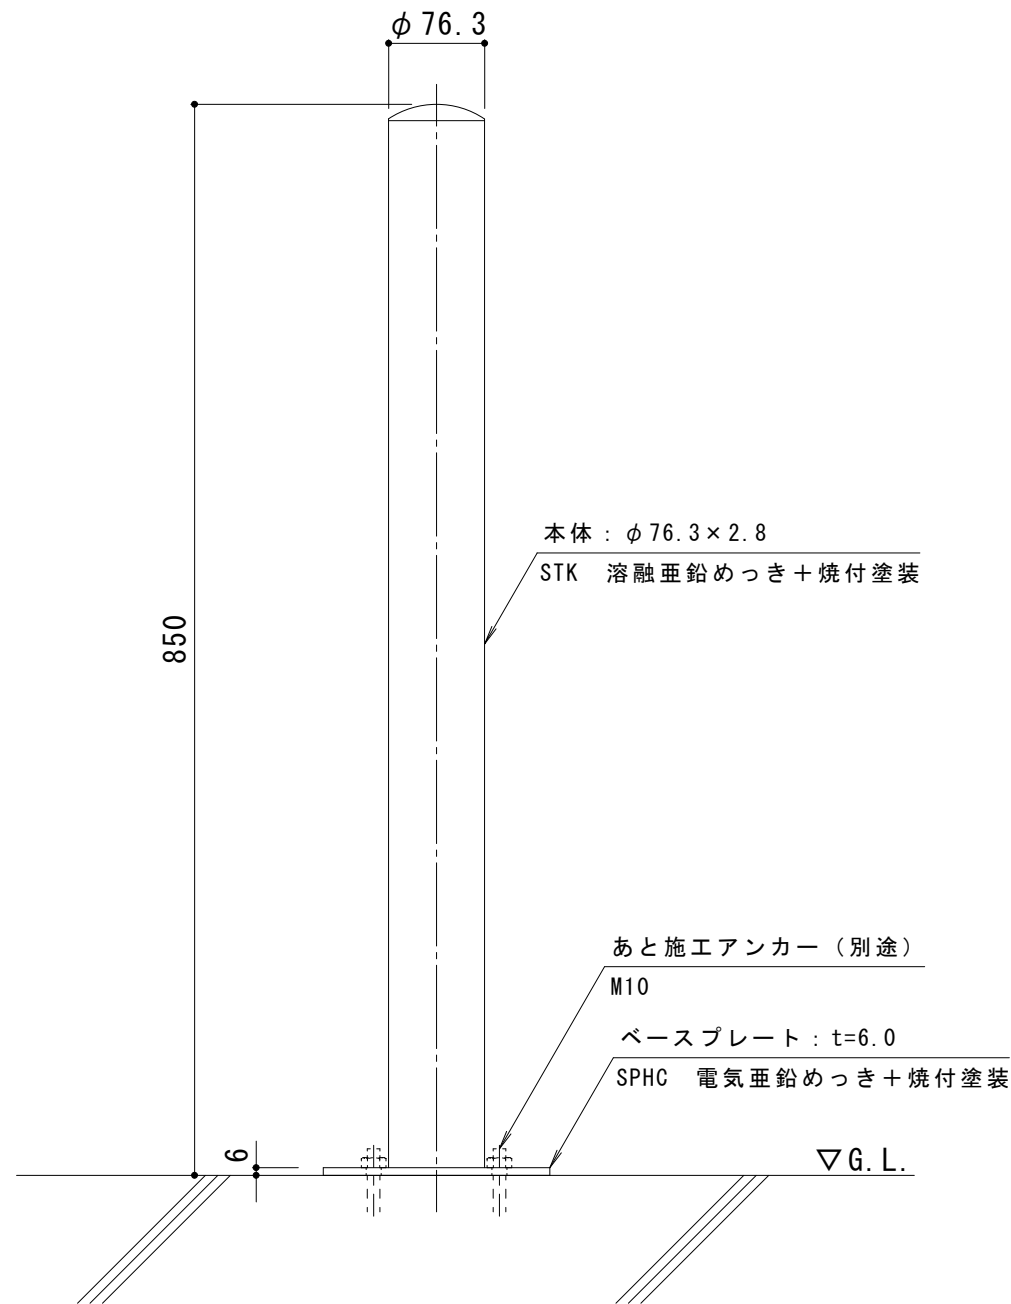 φ76.3
本体：φ76.3×2.8
STK 溶融亜鉛めっき＋焼付塗装
850
あと施工アンカー（別途）
M10
ベースプレート：t=6.0
SPHC 電気亜鉛めっき＋焼付塗装
6
▽G.L.